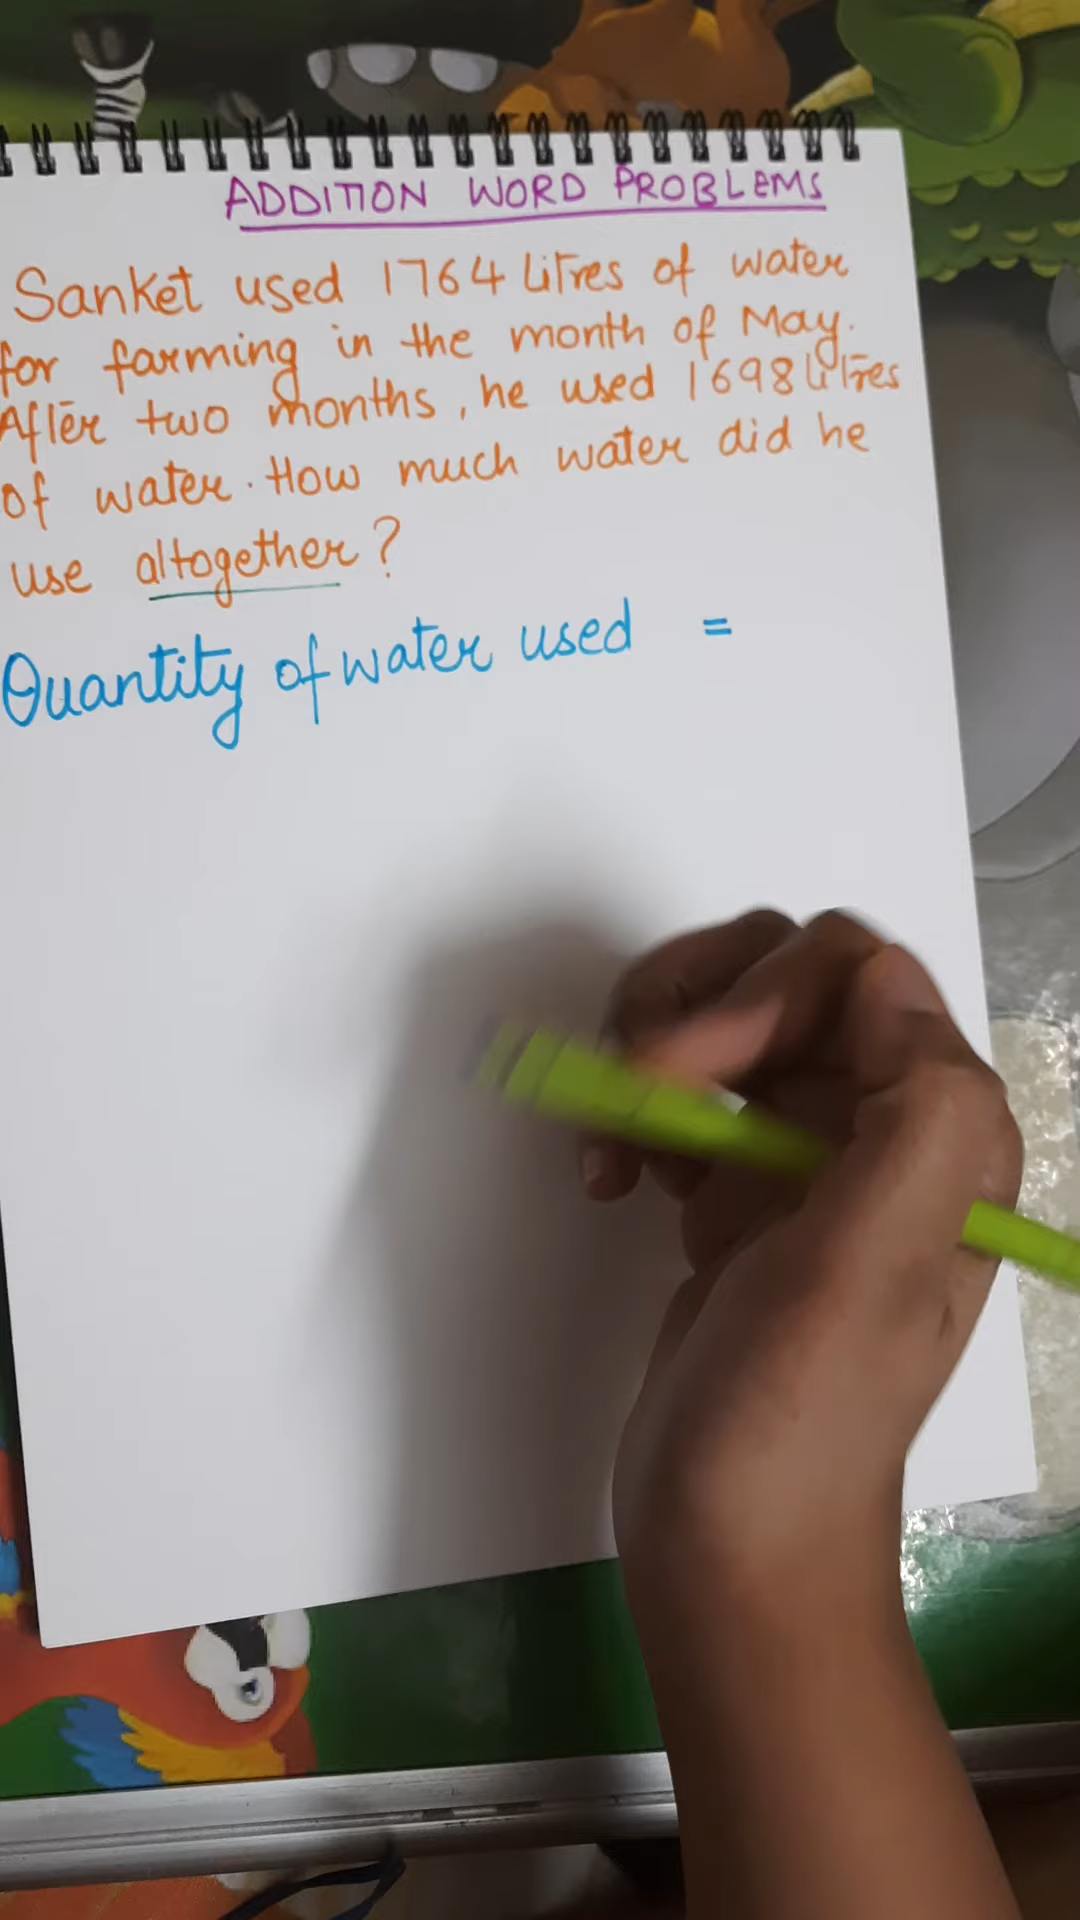 ADDITION WORD PROBLEMS
Sanket used 1764 Litres of water
for farming in the month of May.
After two months, he used 1698 Litres
of water. How much water did he
use altogether?
Quantity of water used =